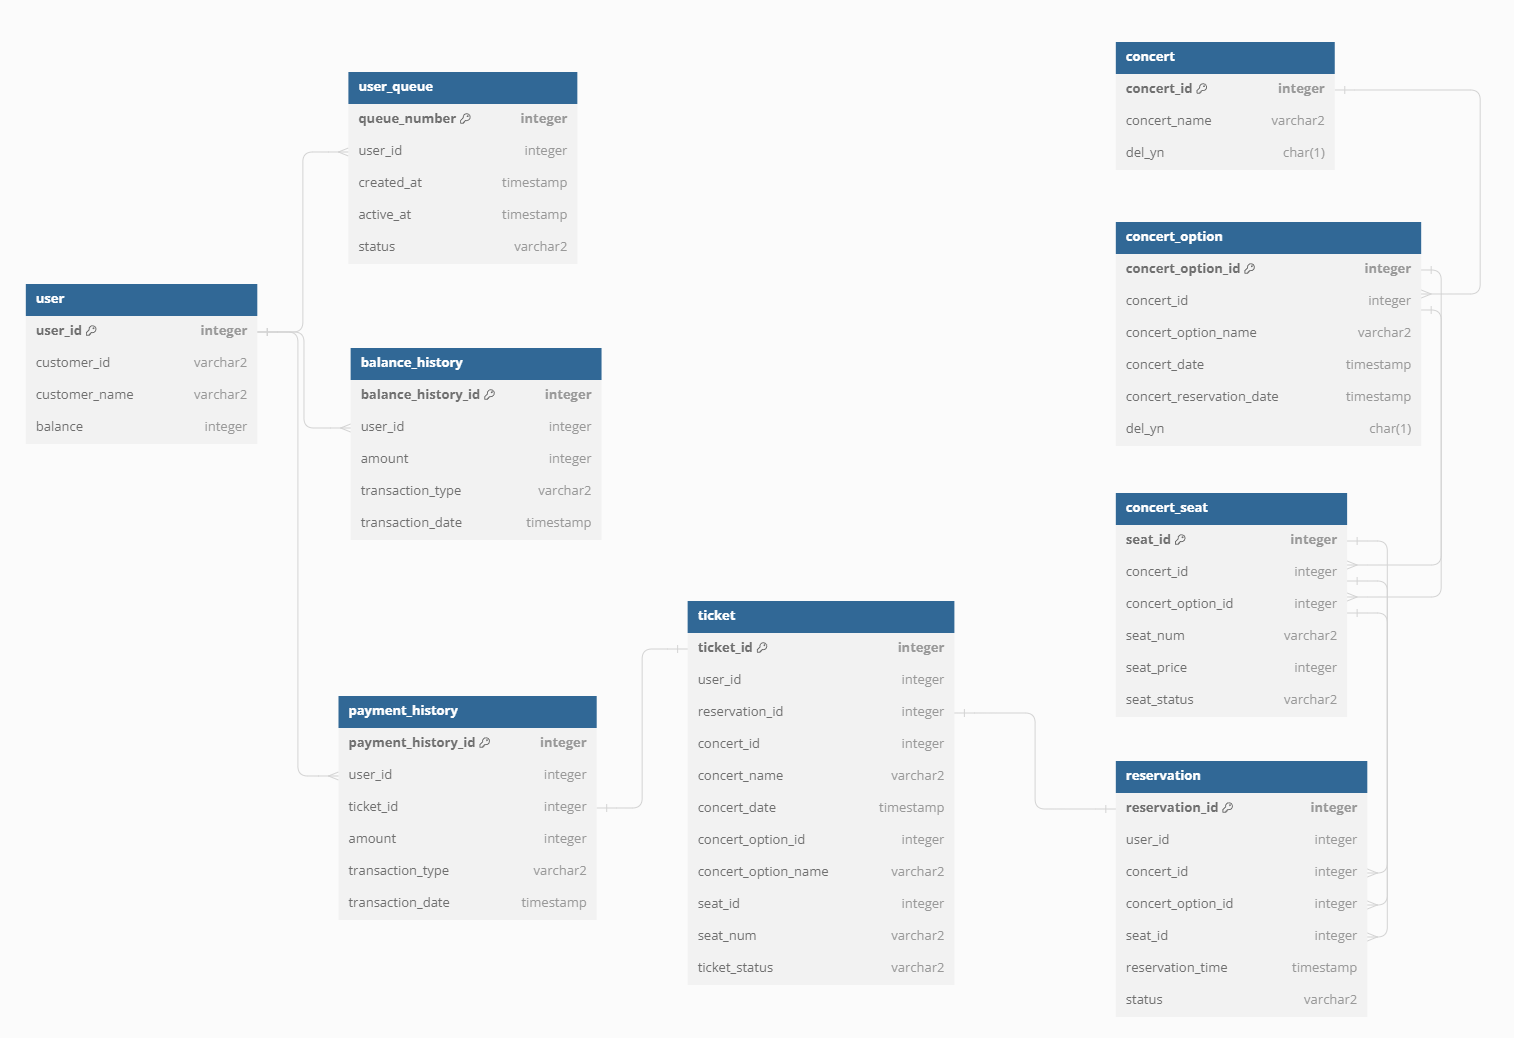 user
user_id integer
customer_id varchar2
customer_name varchar2
balance integer
user_queue
queue_number integer
user_id integer
created_at timestamp
active_at timestamp
status varchar2
balance_history
balance_history_id integer
user_id integer
amount integer
transaction_type varchar2
transaction_date timestamp
payment_history
payment_history_id integer
user_id integer
ticket_id integer
amount integer
transaction_type varchar2
transaction_date timestamp
ticket
ticket_id integer
user_id integer
reservation_id integer
concert_id integer
concert_name varchar2
concert_date timestamp
concert_option_id integer
concert_option_name varchar2
seat_id integer
seat_num varchar2
ticket_status varchar2
concert
concert_id integer
concert_name varchar2
del_yn char(1)
concert_option
concert_option_id integer
concert_id integer
concert_option_name varchar2
concert_date timestamp
concert_reservation_date timestamp
del_yn char(1)
concert_seat
seat_id integer
concert_id integer
concert_option_id integer
seat_num varchar2
seat_price integer
seat_status varchar2
reservation
reservation_id integer
user_id integer
concert_id integer
concert_option_id integer
seat_id integer
reservation_time timestamp
status varchar2